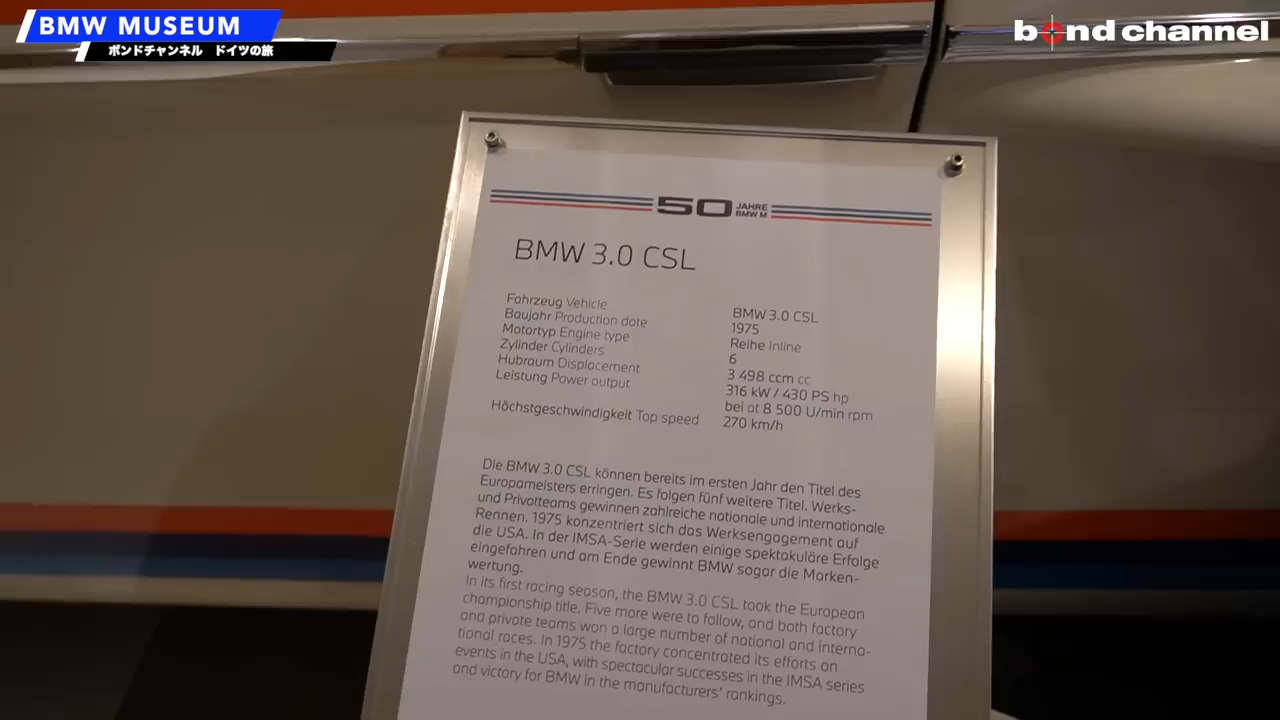 BMW MUSEUM
ボンドチャンネル ドイツの旅
bond channel
50 JAHRE
BMW M
BMW 3.0 CSL
Fahrzeug Vehicle BMW 3.0 CSL
Baujahr Production date 1975
Motortyp Engine type Reihe Inline
Zylinder Cylinders 6
Hubraum Displacement 3 498 ccm cc
Leistung Power output 316 kW / 430 PS hp
bei at 8 500 U/min rpm
Höchstgeschwindigkeit Top speed 270 km/h
Die BMW 3.0 CSL können bereits im ersten Jahr den Titel des
Europameisters erringen. Es folgen fünf weitere Titel. Werks-
und Privatteams gewinnen zahlreiche nationale und internationale
Rennen. 1975 konzentriert sich das Werksengagement auf
die USA. In der IMSA-Serie werden einige spektakuläre Erfolge
eingefahren und am Ende gewinnt BMW sogar die Marken-
wertung.
In its first racing season, the BMW 3.0 CSL took the European
championship title. Five more were to follow, and both factory
and private teams won a large number of national and interna-
tional races. In 1975 the factory concentrated its efforts on
events in the USA, with spectacular successes in the IMSA series
and victory for BMW in the manufacturers' rankings.